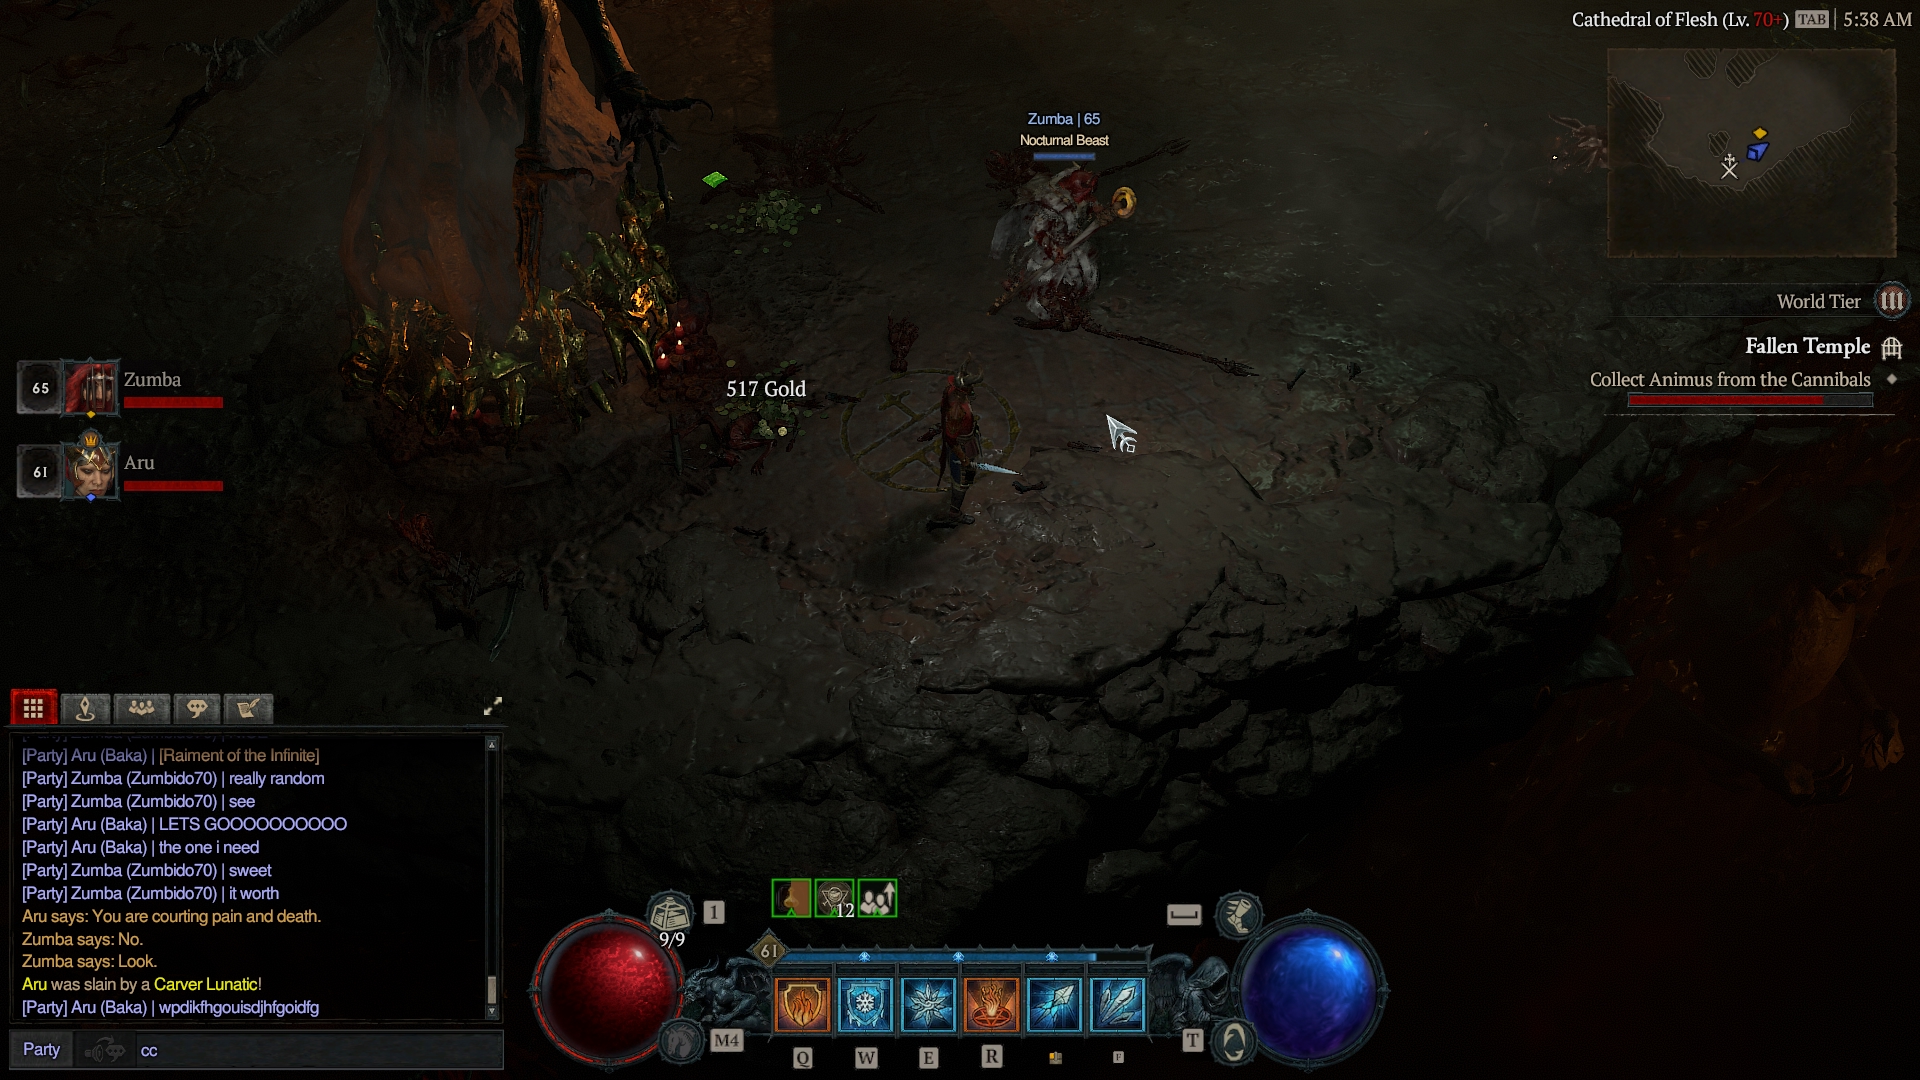 Cathedral of Flesh (Lv. 70+) TAB 5:38 AM
Zumba | 65
Nocturnal Beast
World Tier III
Fallen Temple
Collect Animus from the Cannibals
65 Zumba
517 Gold
61 Aru
[Party] Aru (Baka) | [Raiment of the Infinite]
[Party] Zumba (Zumbido70) | really random
[Party] Zumba (Zumbido70) | see
[Party] Aru (Baka) | LETS GOOOOOOOOOO
[Party] Aru (Baka) | the one i need
[Party] Zumba (Zumbido70) | sweet
[Party] Zumba (Zumbido70) | it worth
Aru says: You are courting pain and death.
Zumba says: No.
Zumba says: Look.
Aru was slain by a Carver Lunatic!
[Party] Aru (Baka) | wpdikfhgouisdjhfgoidfg
Party cc
12
1
9/9
61
M4
T
Q W E R F